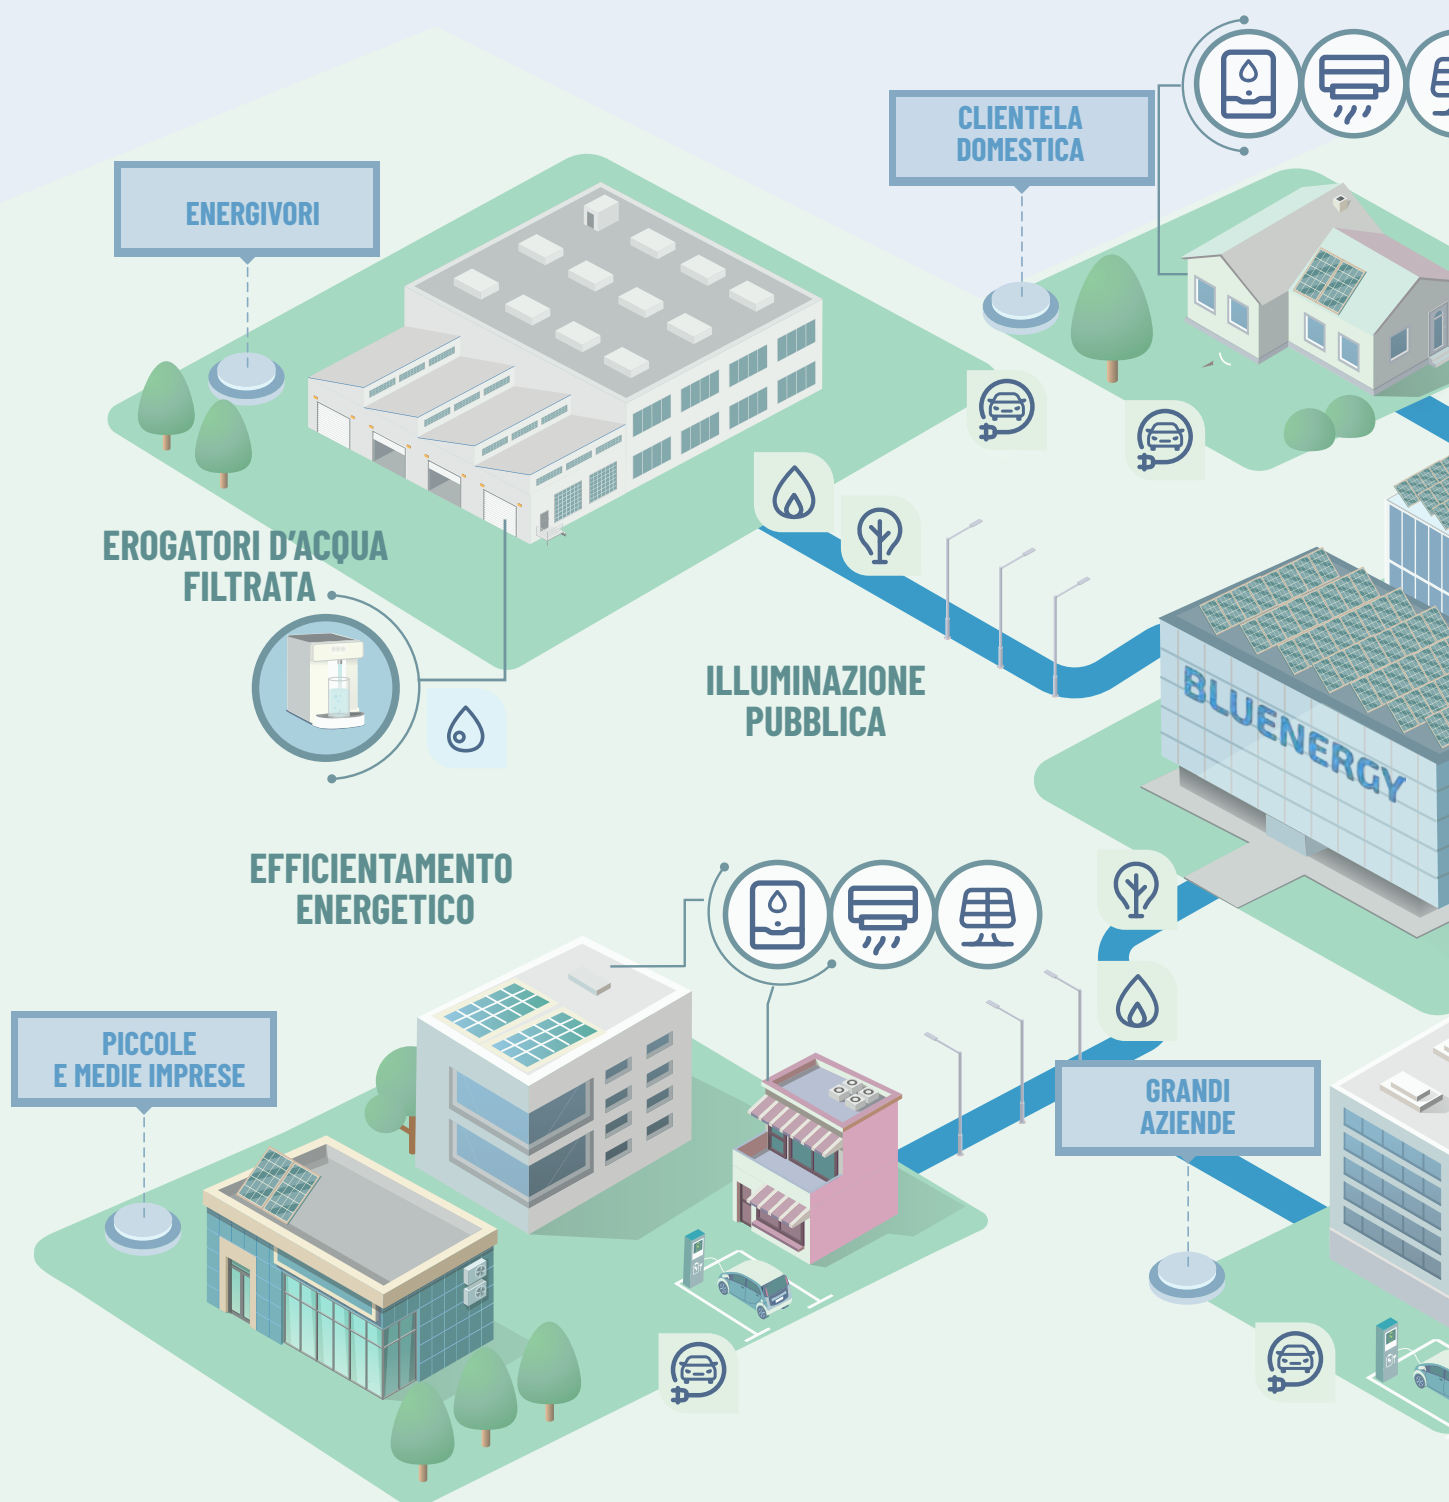 CLIENTELA
DOMESTICA
ENERGIVORI
EROGATORI D'ACQUA
FILTRATA
ILLUMINAZIONE
PUBBLICA
BLUENERGY
EFFICIENTAMENTO
ENERGETICO
PICCOLE
E MEDIE IMPRESE
GRANDI
AZIENDE